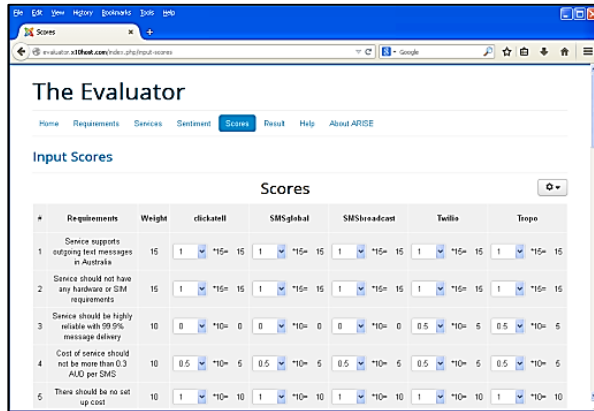 File Edit View History Bookmarks Tools Help
Scores
evaluator.x10host.com/index.php/input-scores
Google
The Evaluator
Home Requirements Services Sentiment Scores Result Help About ARISE
Input Scores
Scores
# Requirements Weight clickatell SMSglobal SMSbroadcast Twilio Tropo
1 Service supports outgoing text messages in Australia 15 1 *15= 15 1 *15= 15 1 *15= 15 1 *15= 15 1 *15= 15
2 Service should not have any hardware or SIM requirements 15 1 *15= 15 1 *15= 15 1 *15= 15 1 *15= 15 1 *15= 15
3 Service should be highly reliable with 99.9% message delivery 10 0 *10= 0 0 *10= 0 0 *10= 0 0.5 *10= 5 0.5 *10= 5
4 Cost of service should not be more than 0.3 AUD per SMS 10 0.5 *10= 5 0.5 *10= 5 0.5 *10= 5 0.5 *10= 5 0.5 *10= 5
5 There should be no set up cost 10 1 *10= 10 1 *10= 10 1 *10= 10 1 *10= 10 1 *10= 10